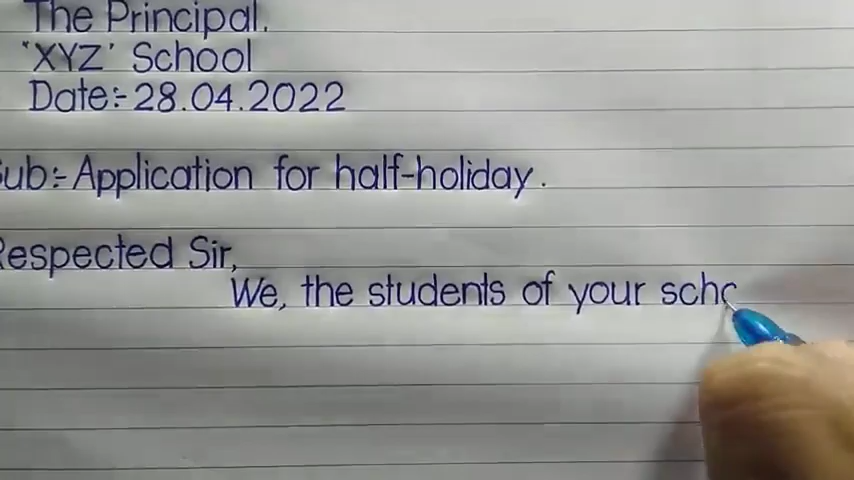 The Principal.
'XYZ' School
Date:- 28.04.2022
Sub:- Application for half-holiday.
Respected Sir,
We, the students of your scho